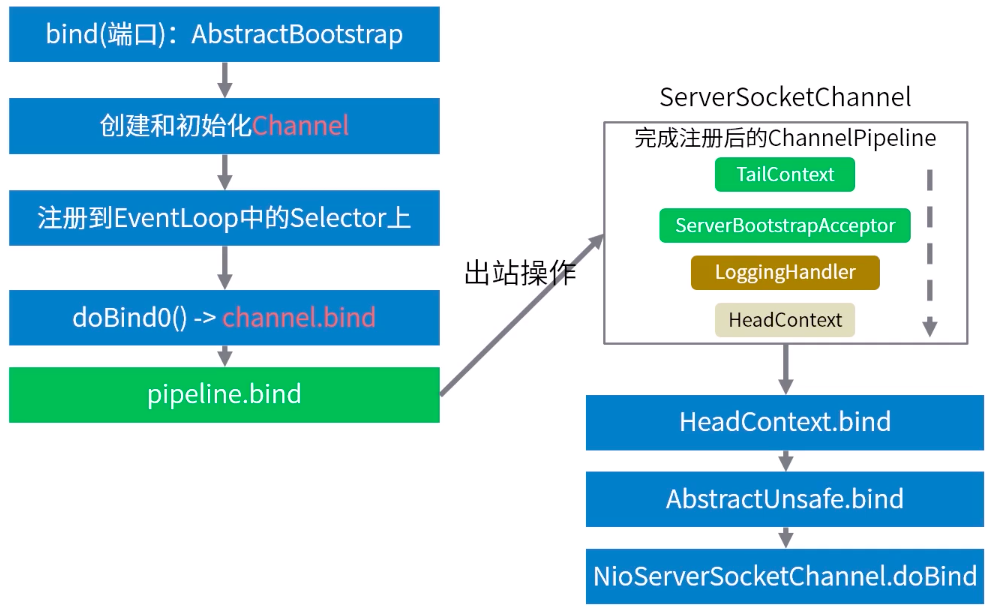 bind(端口)：AbstractBootstrap
创建和初始化Channel
注册到EventLoop中的Selector上
doBind0() -> channel.bind
pipeline.bind
出站操作
ServerSocketChannel
完成注册后的ChannelPipeline
TailContext
ServerBootstrapAcceptor
LoggingHandler
HeadContext
HeadContext.bind
AbstractUnsafe.bind
NioServerSocketChannel.doBind